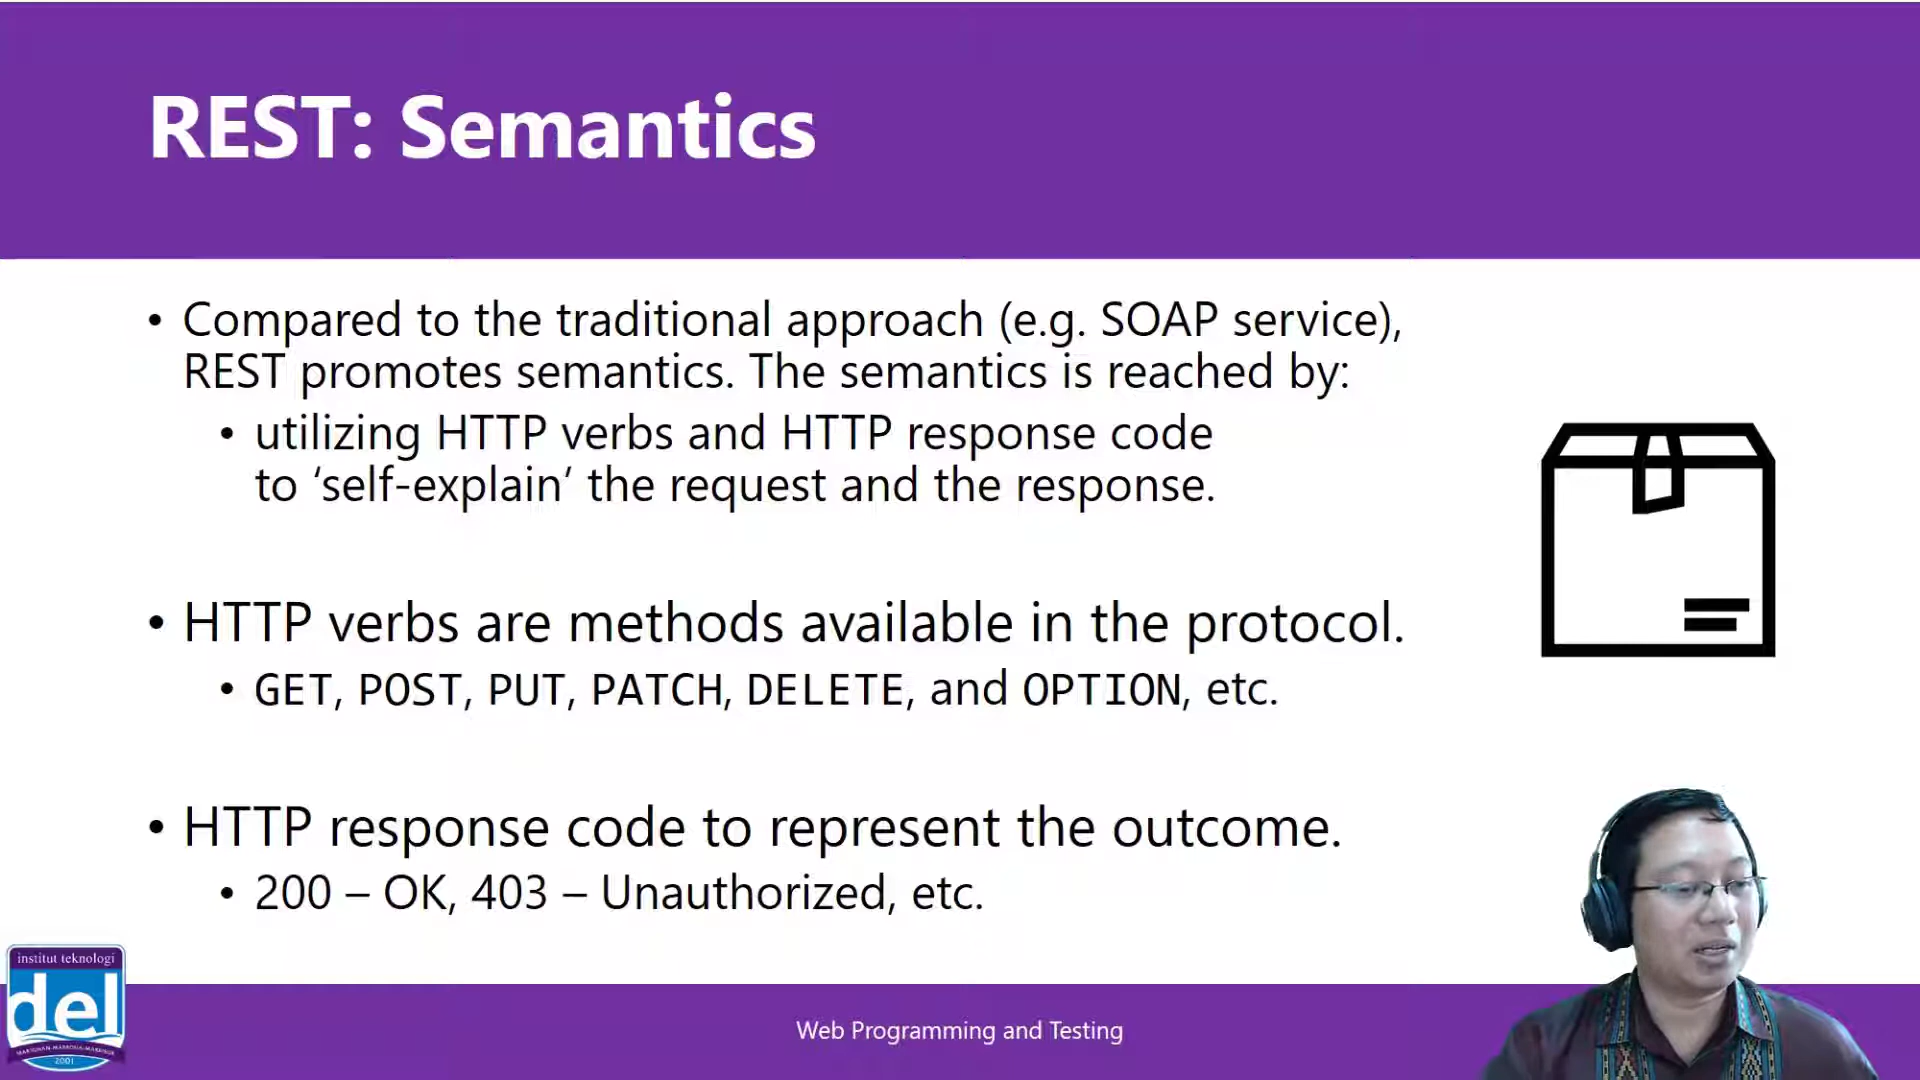 REST: Semantics
• Compared to the traditional approach (e.g. SOAP service),
REST promotes semantics. The semantics is reached by:
• utilizing HTTP verbs and HTTP response code
to ‘self-explain’ the request and the response.
• HTTP verbs are methods available in the protocol.
• GET, POST, PUT, PATCH, DELETE, and OPTION, etc.
• HTTP response code to represent the outcome.
• 200 – OK, 403 – Unauthorized, etc.
institut teknologi
del
2001
Web Programming and Testing